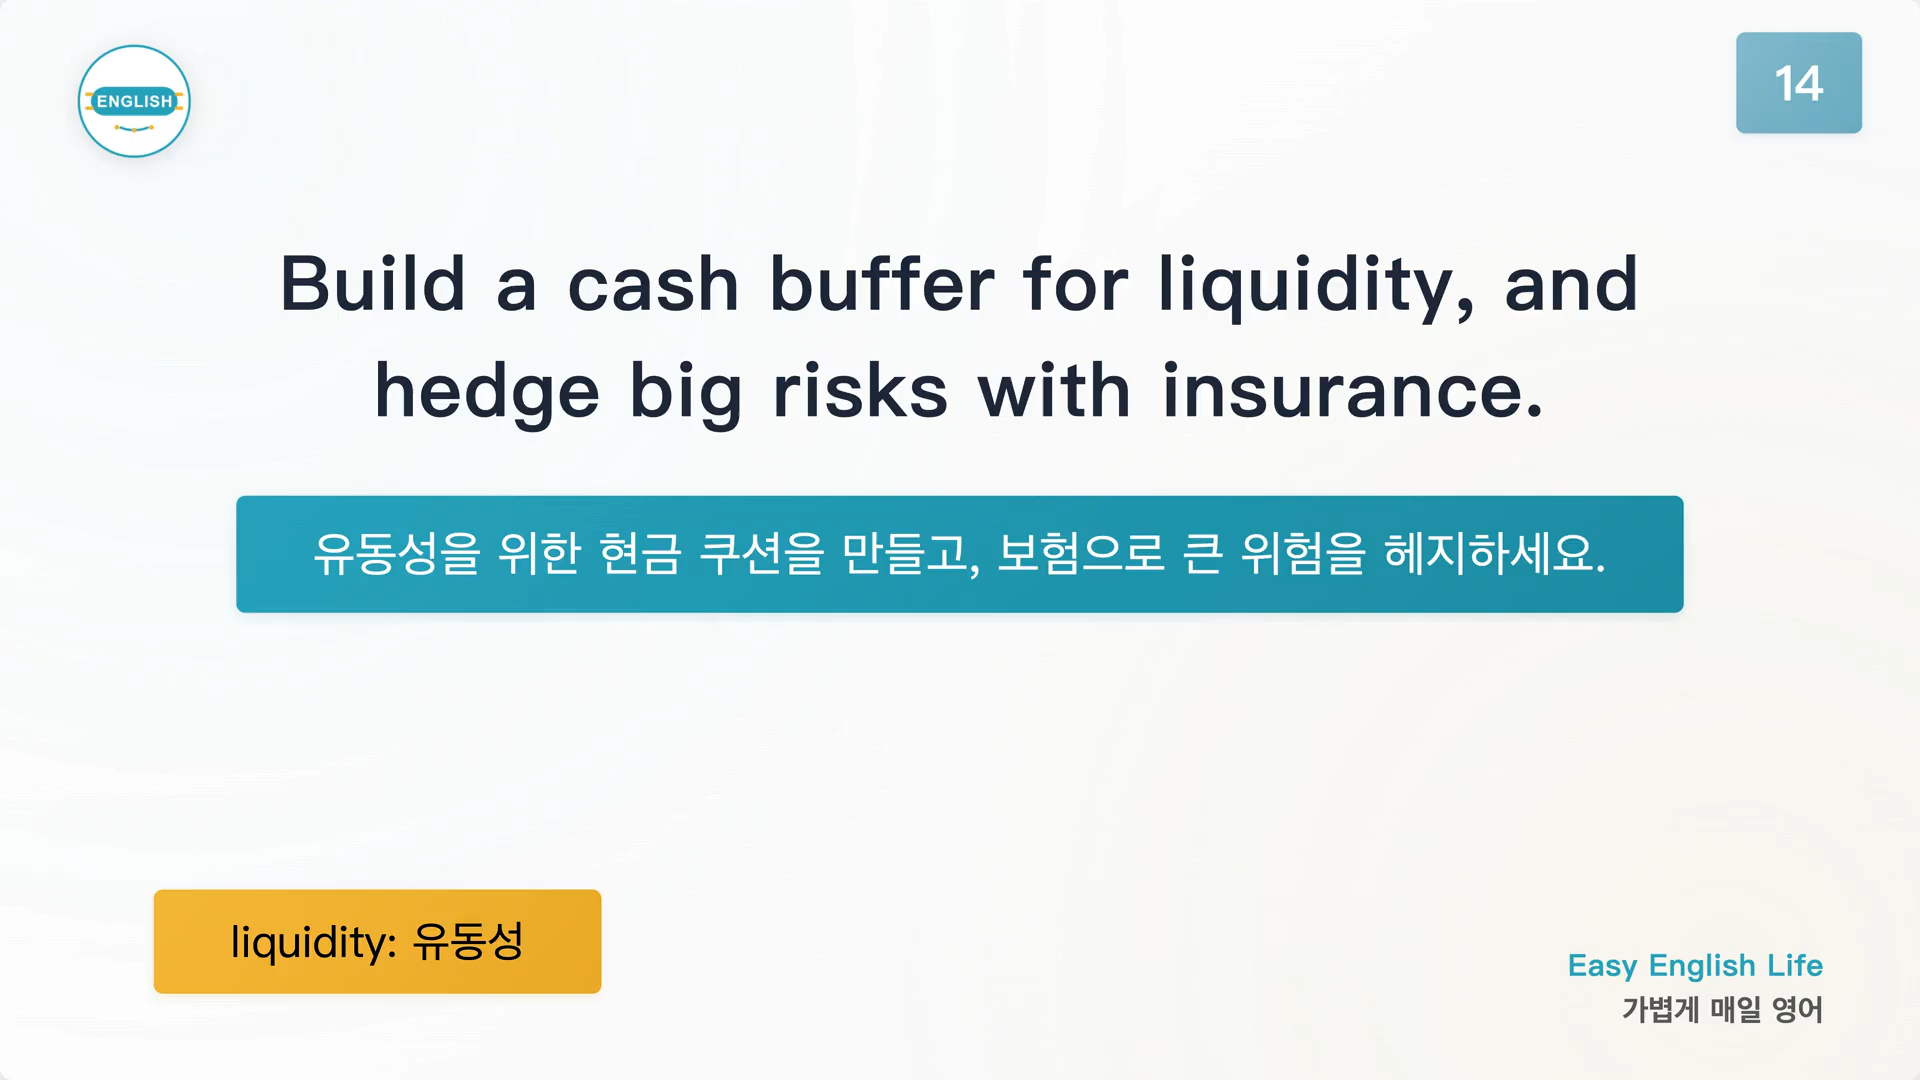 ENGLISH
14
Build a cash buffer for liquidity, and
hedge big risks with insurance.
유동성을 위한 현금 쿠션을 만들고, 보험으로 큰 위험을 헤지하세요.
liquidity: 유동성
Easy English Life
가볍게 매일 영어